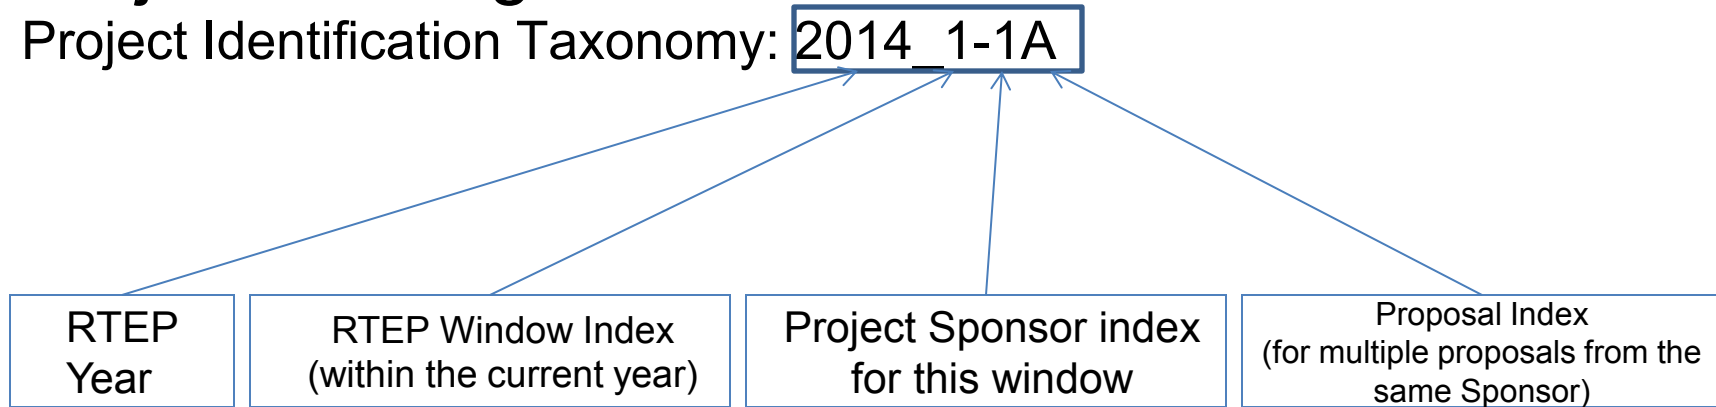 Project Identification Taxonomy: 2014_1-1A
RTEP
Year
RTEP Window Index
(within the current year)
Project Sponsor index
for this window
Proposal Index
(for multiple proposals from the
same Sponsor)